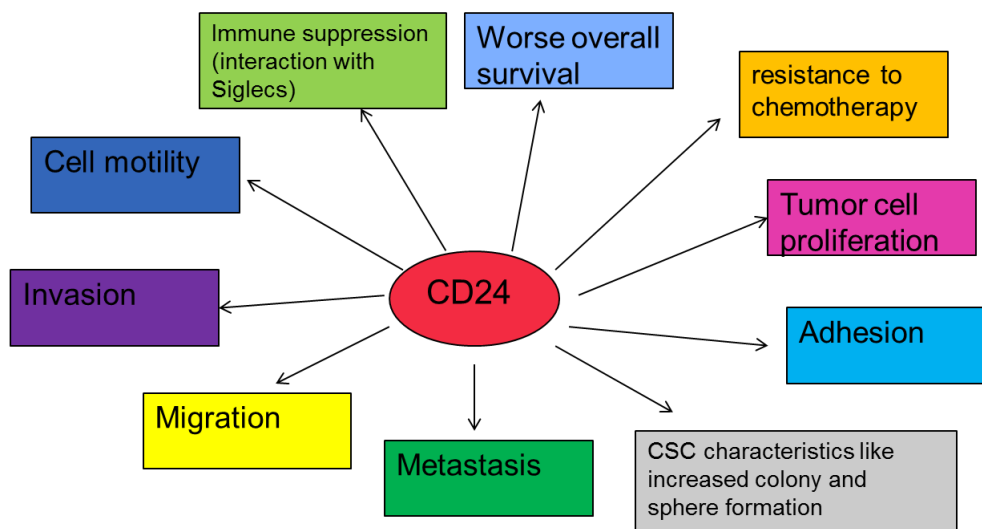 Immune suppression
(interaction with
Siglecs)
Worse overall
survival
resistance to
chemotherapy
Cell motility
Tumor cell
proliferation
Invasion
CD24
Adhesion
Migration
Metastasis
CSC characteristics like
increased colony and
sphere formation